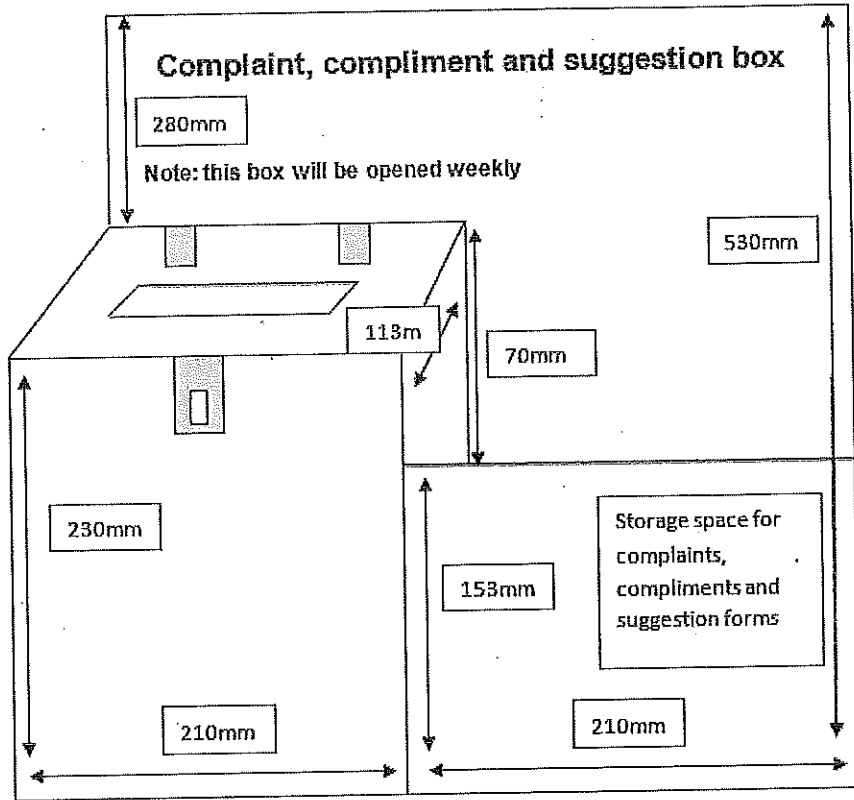 Complaint, compliment and suggestion box
280mm
Note: this box will be opened weekly
530mm
113m
70mm
230mm
153mm
Storage space for
complaints,
compliments and
suggestion forms
210mm
210mm